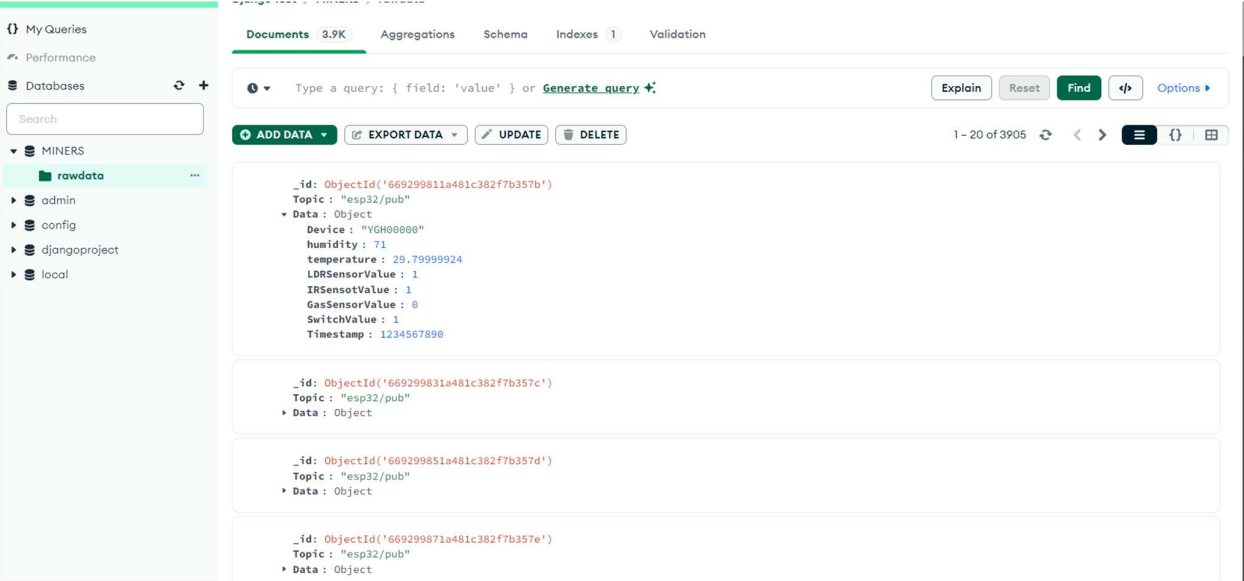 My Queries
Performance
Databases
Search
MINERS
rawdata
admin
config
djangoproject
local
Documents 3.9K Aggregations Schema Indexes 1 Validation
Type a query: { field: 'value' } or Generate query
Explain Reset Find </> Options
ADD DATA EXPORT DATA UPDATE DELETE
1 – 20 of 3905 {}
_id: ObjectId('669299811a481c382f7b357b')
Topic : "esp32/pub"
Data : Object
Device : "YGH00000"
humidity : 71
temperature : 29.79999924
LDRSensorValue : 1
IRSensotValue : 1
GasSensorValue : 0
SwitchValue : 1
Timestamp : 1234567890
_id: ObjectId('669299831a481c382f7b357c')
Topic : "esp32/pub"
Data : Object
_id: ObjectId('669299851a481c382f7b357d')
Topic : "esp32/pub"
Data : Object
_id: ObjectId('669299871a481c382f7b357e')
Topic : "esp32/pub"
Data : Object